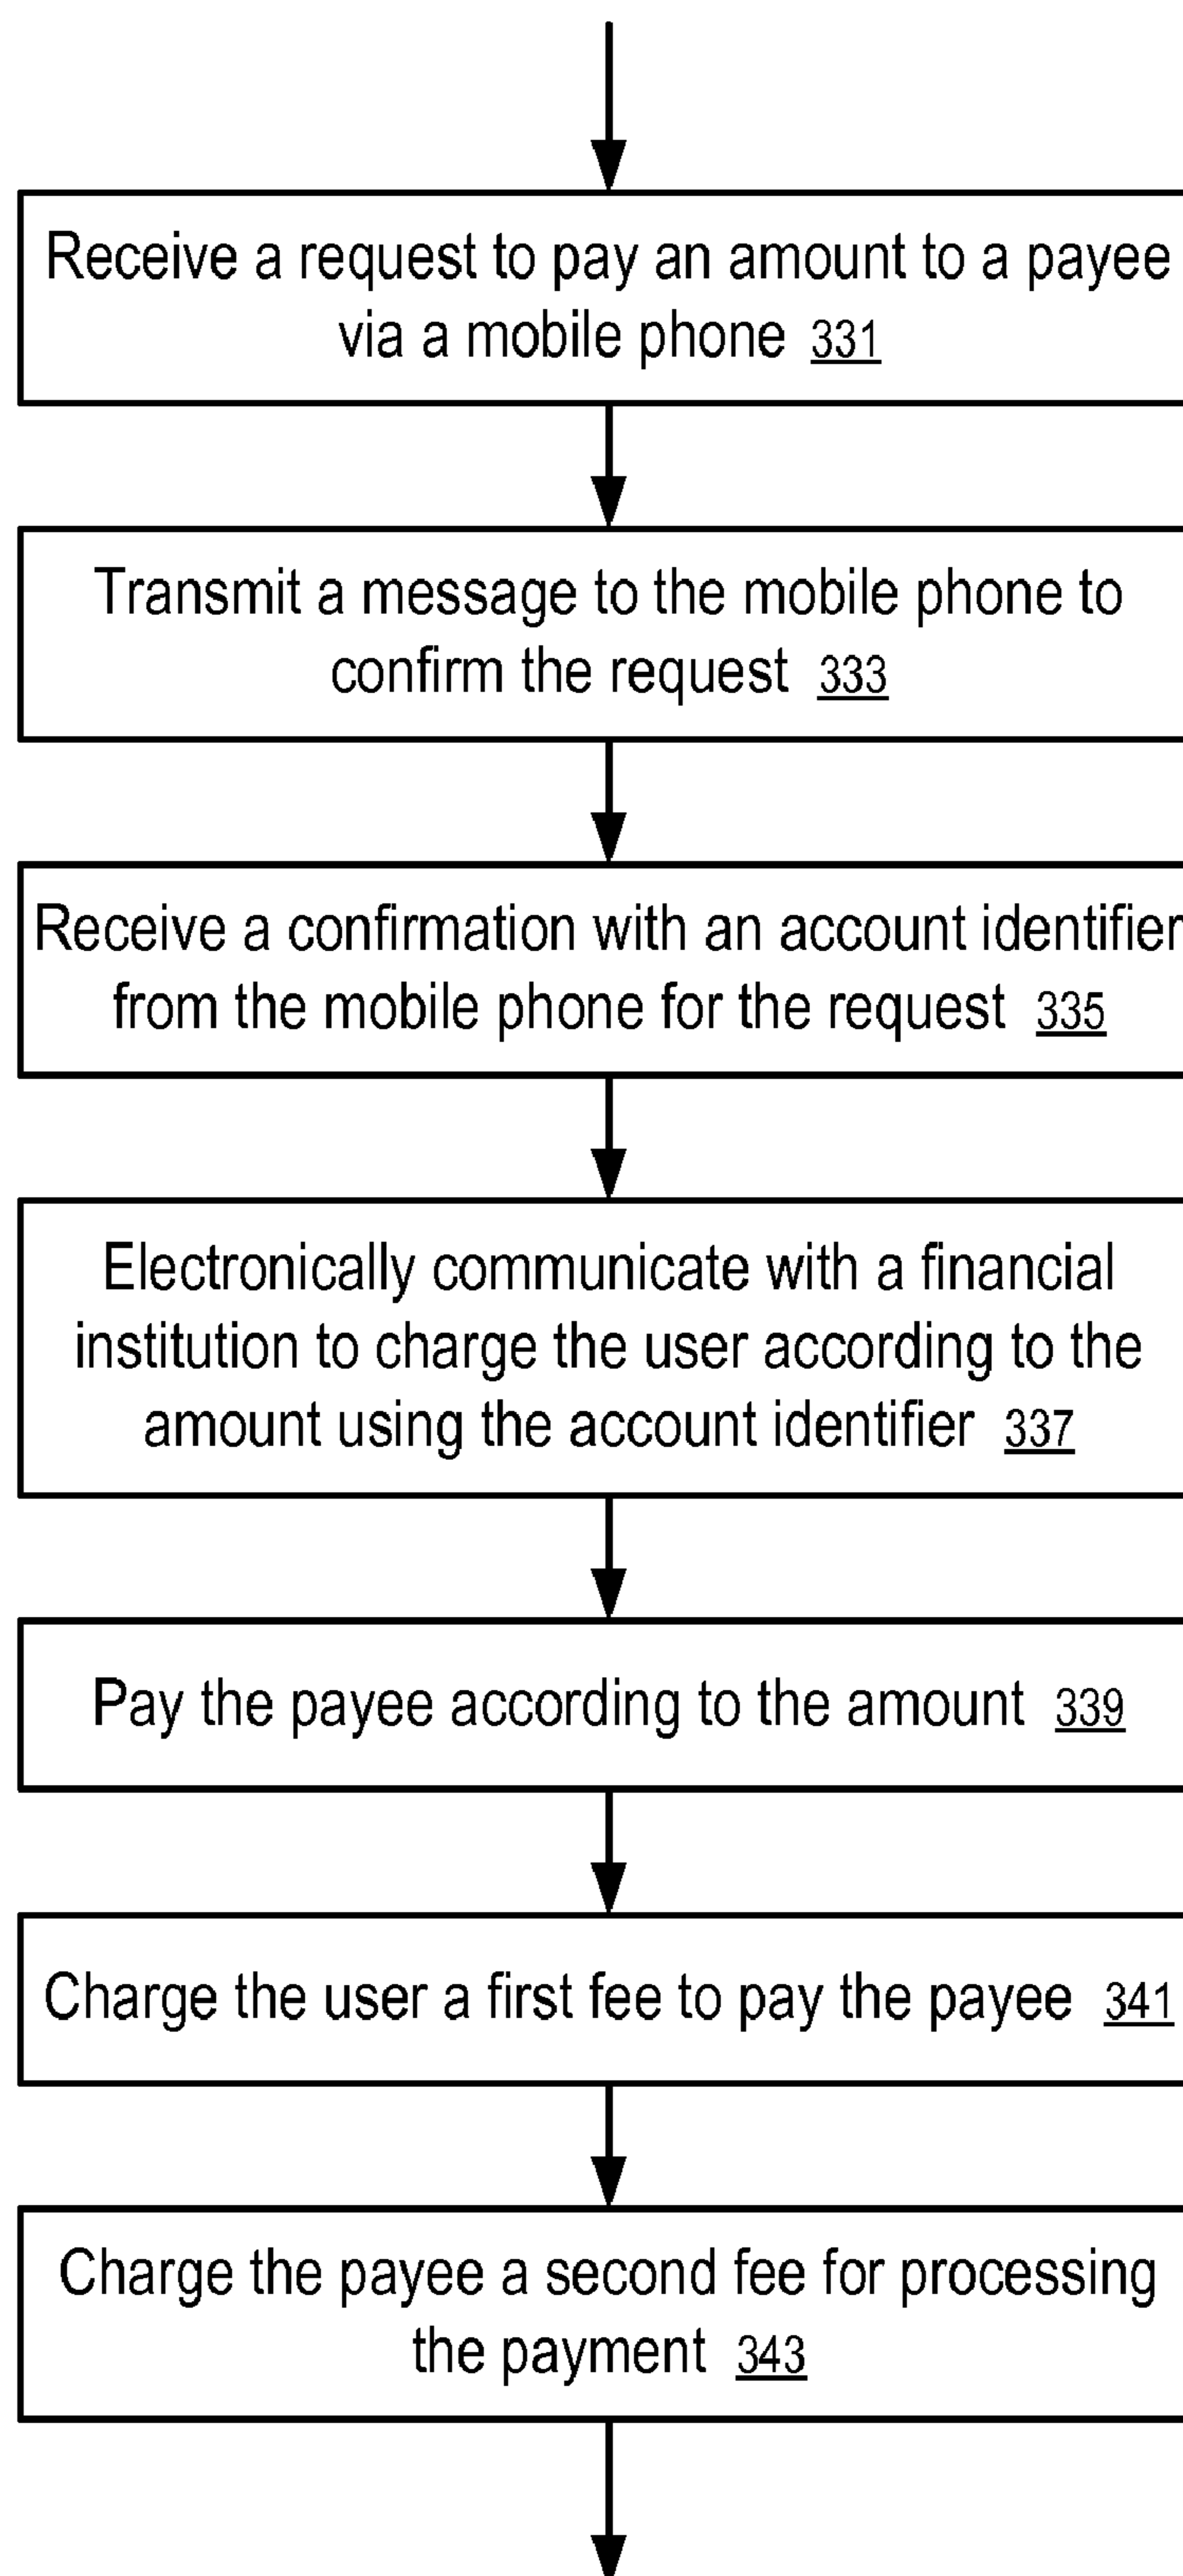 Receive a request to pay an amount to a payee
via a mobile phone 331
Transmit a message to the mobile phone to
confirm the request 333
Receive a confirmation with an account identifier
from the mobile phone for the request 335
Electronically communicate with a financial
institution to charge the user according to the
amount using the account identifier 337
Pay the payee according to the amount 339
Charge the user a first fee to pay the payee 341
Charge the payee a second fee for processing
the payment 343